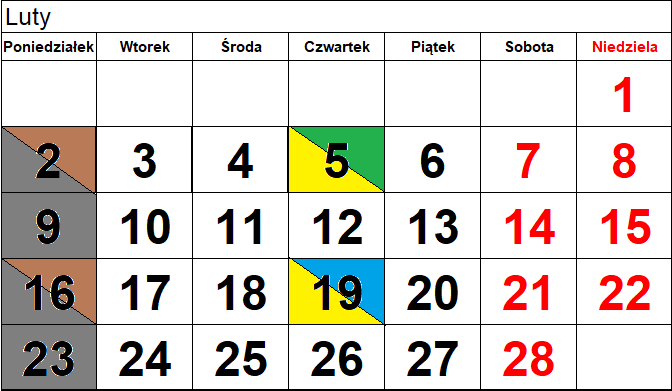 Luty
Poniedziałek Wtorek Środa Czwartek Piątek Sobota Niedziela
1
2 3 4 5 6 7 8
9 10 11 12 13 14 15
16 17 18 19 20 21 22
23 24 25 26 27 28